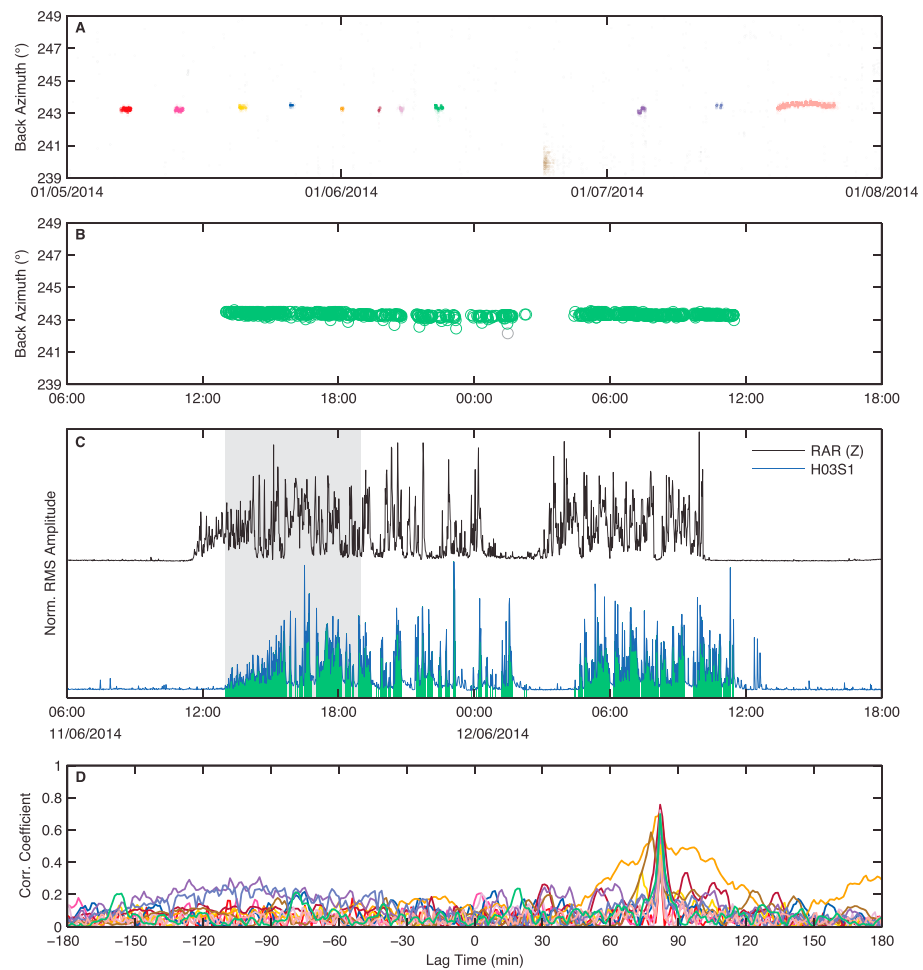 A
249
247
245
243
241
239
Back Azimuth (°)
01/05/2014 01/06/2014 01/07/2014 01/08/2014
B
249
247
245
243
241
239
Back Azimuth (°)
06:00 12:00 18:00 00:00 06:00 12:00 18:00
C
RAR (Z)
H03S1
Norm. RMS Amplitude
06:00 12:00 18:00 00:00 06:00 12:00 18:00
11/06/2014 12/06/2014
D
1
0.8
0.6
0.4
0.2
0
Corr. Coefficient
−180 −150 −120 −90 −60 −30 0 30 60 90 120 150 180
Lag Time (min)